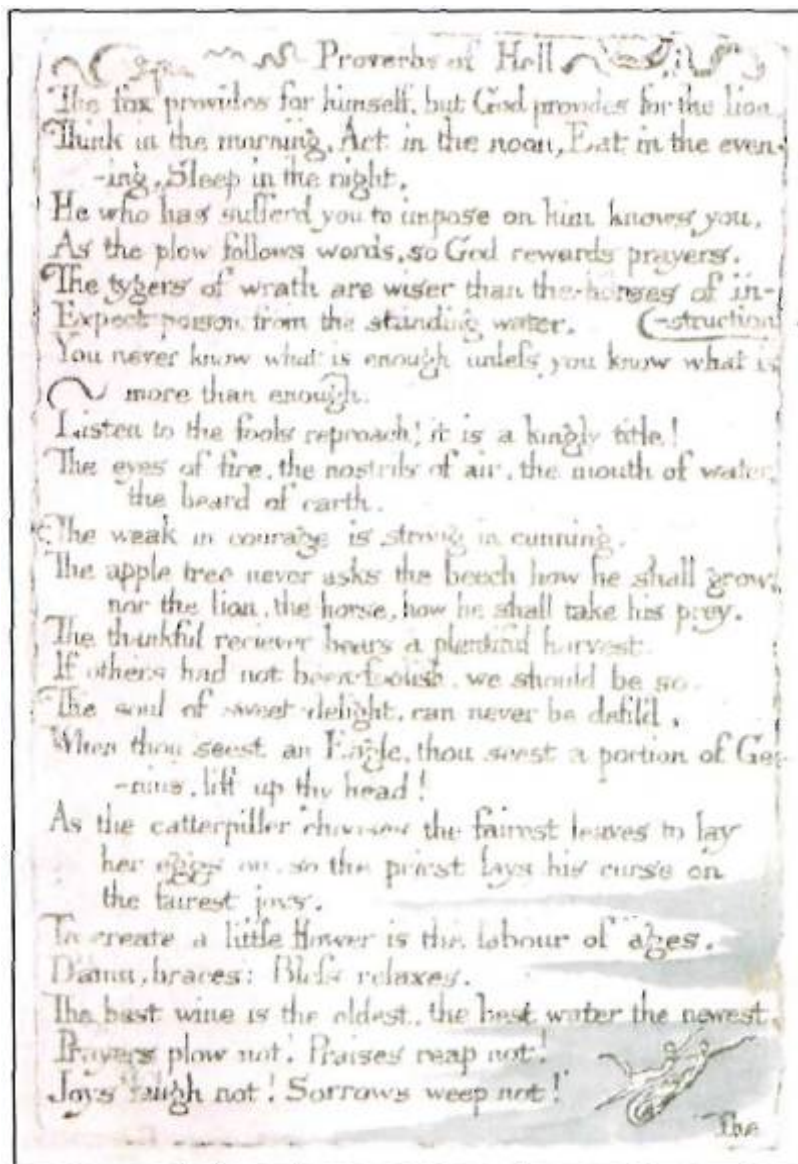 Proverbs of Hell
The fox provides for himself, but God provides for the lion.
Think in the morning, Act in the noon, Eat in the even-
-ing, Sleep in the night.
He who has sufferd you to impose on him knows you.
As the plow follows words, so God rewards prayers.
The tygers of wrath are wiser than the horses of in-
Expect poison from the standing water. (-struction
You never know what is enough unless you know what is
more than enough.
Listen to the fools reproach! it is a kingly title!
The eyes of fire, the nostrils of air, the mouth of water,
the beard of earth.
The weak in courage is strong in cunning.
The apple tree never asks the beech how he shall grow,
nor the lion, the horse, how he shall take his prey.
The thankful reciever bears a plentiful harvest.
If others had not been foolish, we should be so.
The soul of sweet delight, can never be defil'd,
When thou seest an Eagle, thou seest a portion of Ge-
-nius, lift up thy head!
As the catterpiller chooses the fairest leaves to lay
her eggs on, so the priest lays his curse on
the fairest joys.
To create a little flower is the labour of ages.
Damn, braces: Bless relaxes.
The best wine is the oldest, the best water the newest.
Prayers plow not! Praises reap not!
Joys laugh not! Sorrows weep not!
The